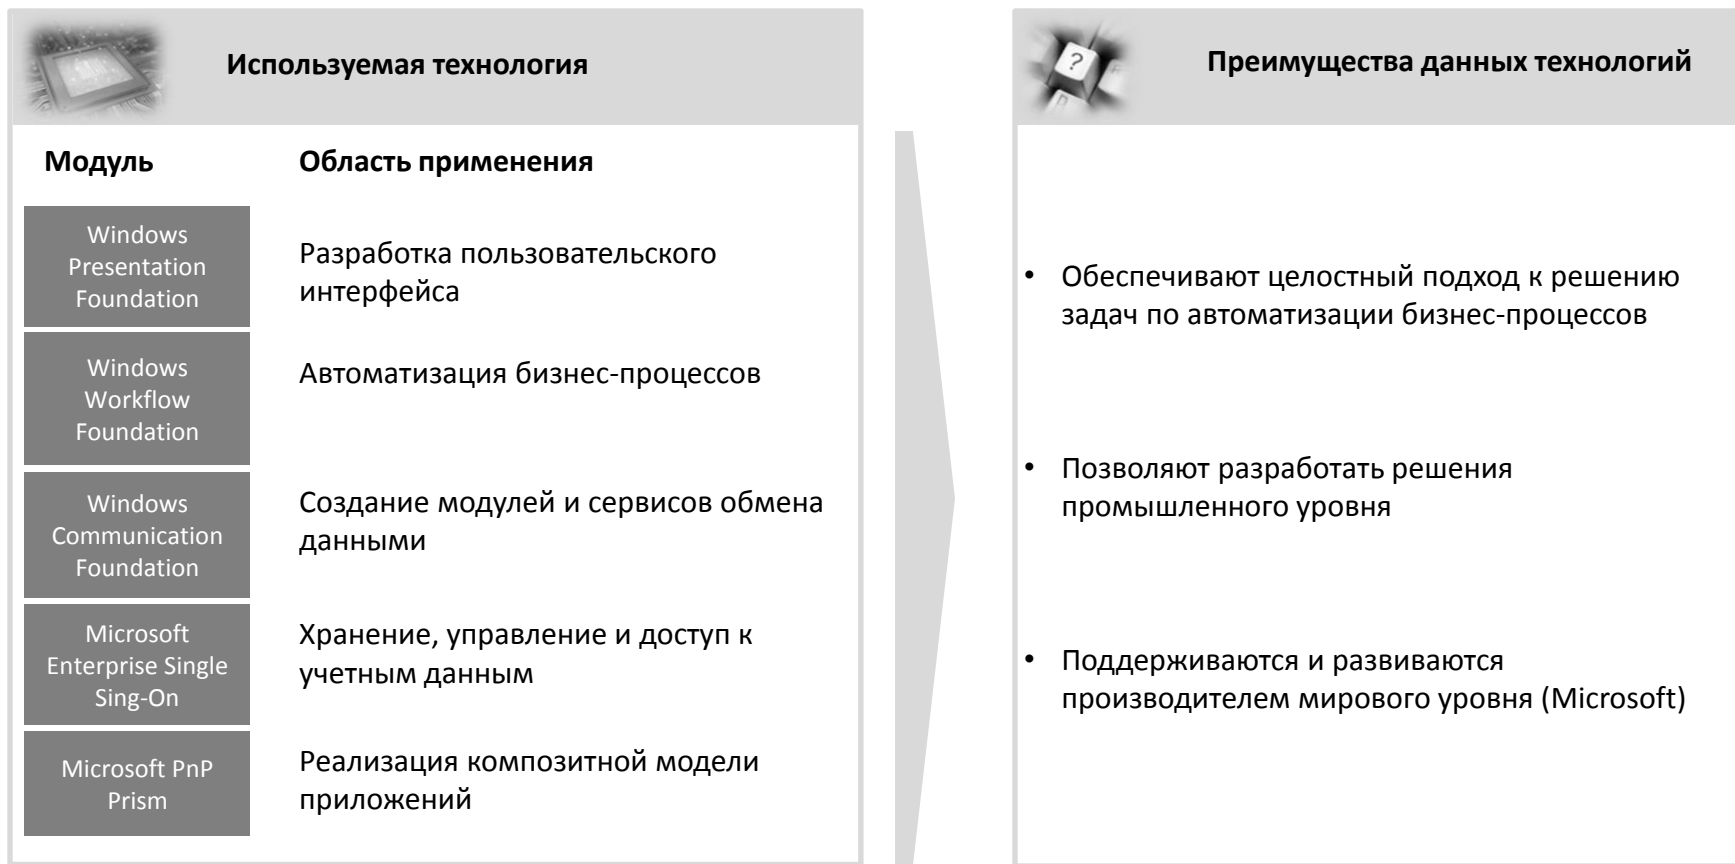 Используемая технология
Модуль
Область применения
Windows
Presentation
Foundation
Разработка пользовательского
интерфейса
Windows
Workflow
Foundation
Автоматизация бизнес-процессов
Windows
Communication
Foundation
Создание модулей и сервисов обмена
данными
Microsoft
Enterprise Single
Sing-On
Хранение, управление и доступ к
учетным данным
Microsoft PnP
Prism
Реализация композитной модели
приложений
?
Преимущества данных технологий
• Обеспечивают целостный подход к решению
задач по автоматизации бизнес-процессов
• Позволяют разработать решения
промышленного уровня
• Поддерживаются и развиваются
производителем мирового уровня (Microsoft)